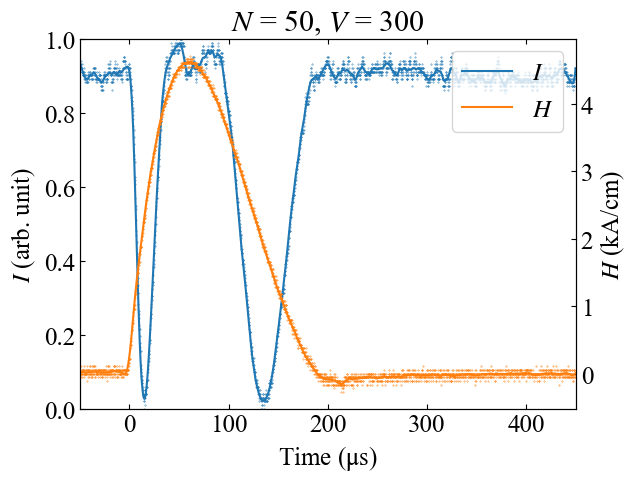 N = 50, V = 300
I (arb. unit)
1.0
0.8
0.6
0.4
0.2
0.0
I
H
4
3
2
1
0
H (kA/cm)
0
100
200
300
400
Time (μs)